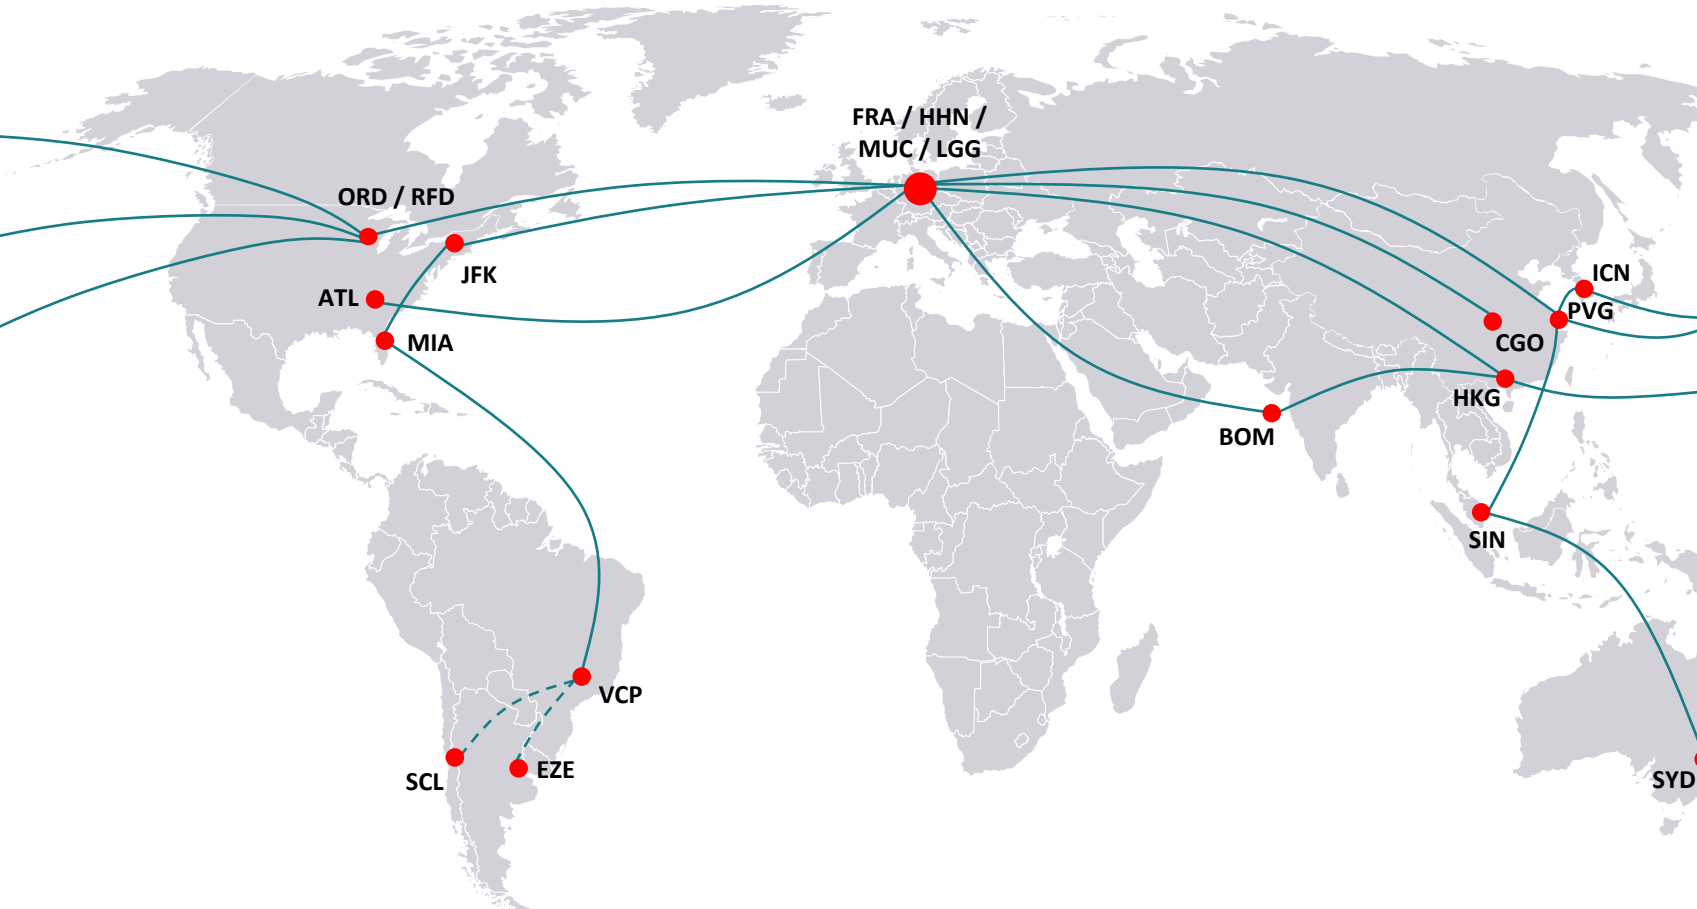 FRA / HHN /
MUC / LGG
ORD / RFD
JFK
ATL
MIA
ICN
PVG
CGO
HKG
BOM
SIN
VCP
SCL
EZE
SYD